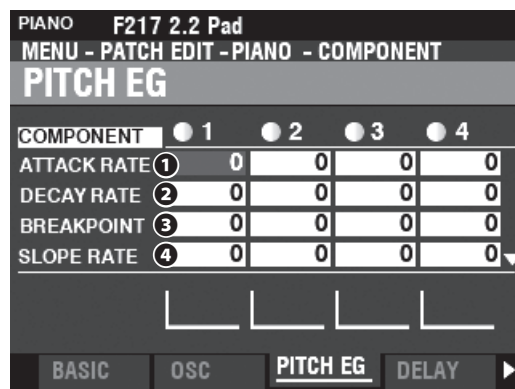 PIANO F217 2.2 Pad
MENU - PATCH EDIT - PIANO - COMPONENT
PITCH EG
COMPONENT 1 2 3 4
ATTACK RATE 1 0 0 0 0
DECAY RATE 2 0 0 0 0
BREAKPOINT 3 0 0 0 0
SLOPE RATE 4 0 0 0 0
BASIC OSC PITCH EG DELAY